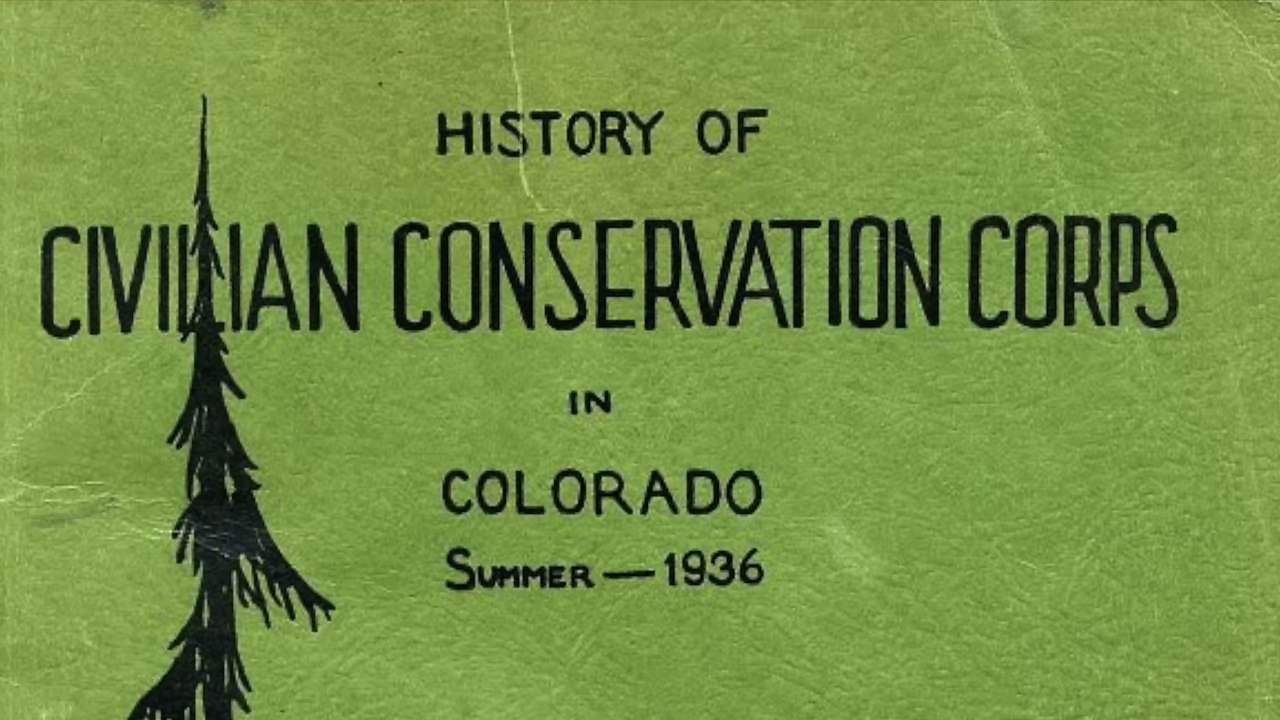 HISTORY OF
CIVILIAN CONSERVATION CORPS
IN
COLORADO
SUMMER — 1936